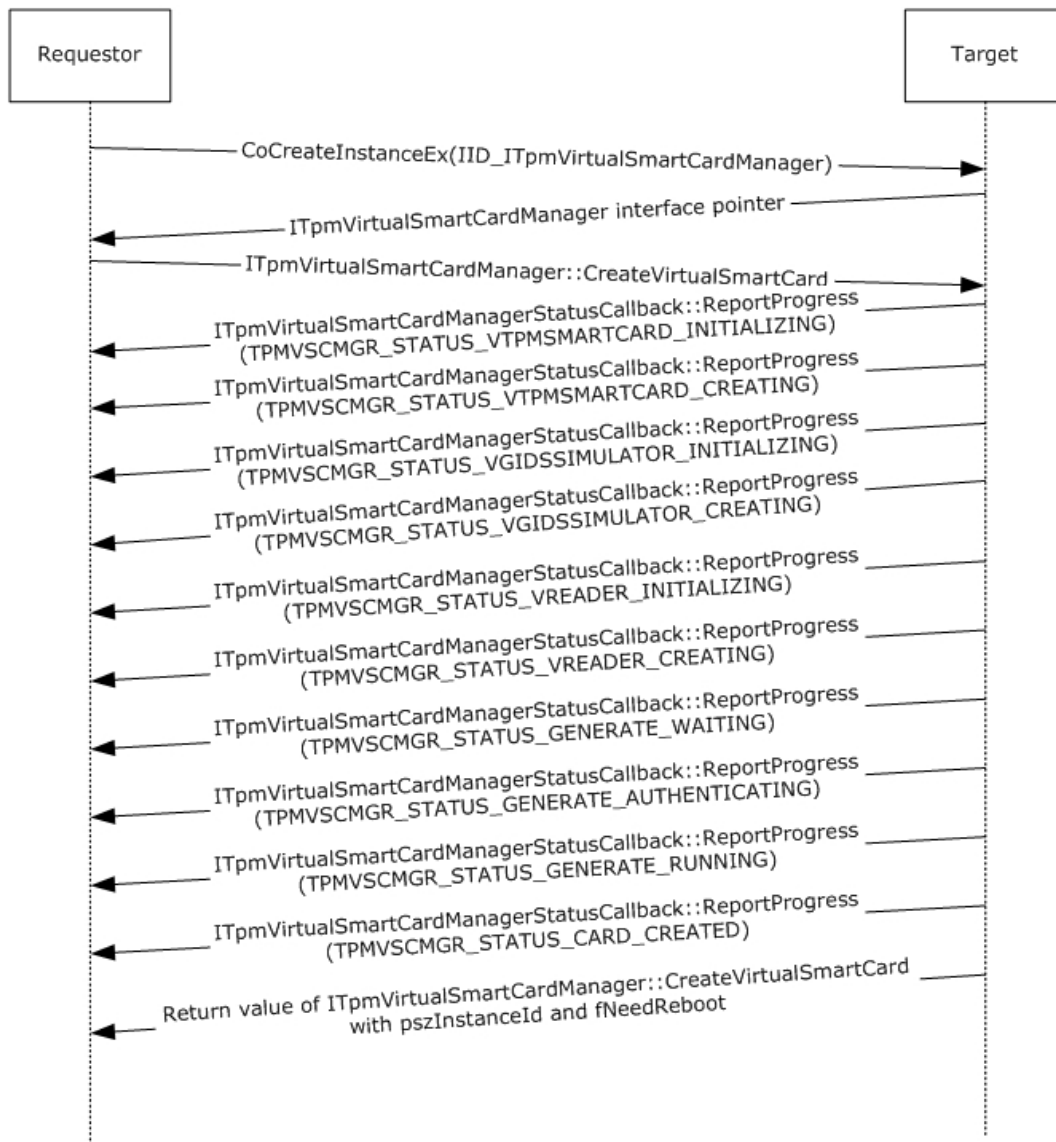 Requestor
Target
CoCreateInstanceEx(IID_ITpmVirtualSmartCardManager)
ITpmVirtualSmartCardManager interface pointer
ITpmVirtualSmartCardManager::CreateVirtualSmartCard
ITpmVirtualSmartCardManagerStatusCallback::ReportProgress
(TPMVSCMGR_STATUS_VTPMSMARTCARD_INITIALIZING)
ITpmVirtualSmartCardManagerStatusCallback::ReportProgress
(TPMVSCMGR_STATUS_VTPMSMARTCARD_CREATING)
ITpmVirtualSmartCardManagerStatusCallback::ReportProgress
(TPMVSCMGR_STATUS_VGIDSSIMULATOR_INITIALIZING)
ITpmVirtualSmartCardManagerStatusCallback::ReportProgress
(TPMVSCMGR_STATUS_VGIDSSIMULATOR_CREATING)
ITpmVirtualSmartCardManagerStatusCallback::ReportProgress
(TPMVSCMGR_STATUS_VREADER_INITIALIZING)
ITpmVirtualSmartCardManagerStatusCallback::ReportProgress
(TPMVSCMGR_STATUS_VREADER_CREATING)
ITpmVirtualSmartCardManagerStatusCallback::ReportProgress
(TPMVSCMGR_STATUS_GENERATE_WAITING)
ITpmVirtualSmartCardManagerStatusCallback::ReportProgress
(TPMVSCMGR_STATUS_GENERATE_AUTHENTICATING)
ITpmVirtualSmartCardManagerStatusCallback::ReportProgress
(TPMVSCMGR_STATUS_GENERATE_RUNNING)
ITpmVirtualSmartCardManagerStatusCallback::ReportProgress
(TPMVSCMGR_STATUS_CARD_CREATED)
Return value of ITpmVirtualSmartCardManager::CreateVirtualSmartCard
with pszInstanceId and fNeedReboot